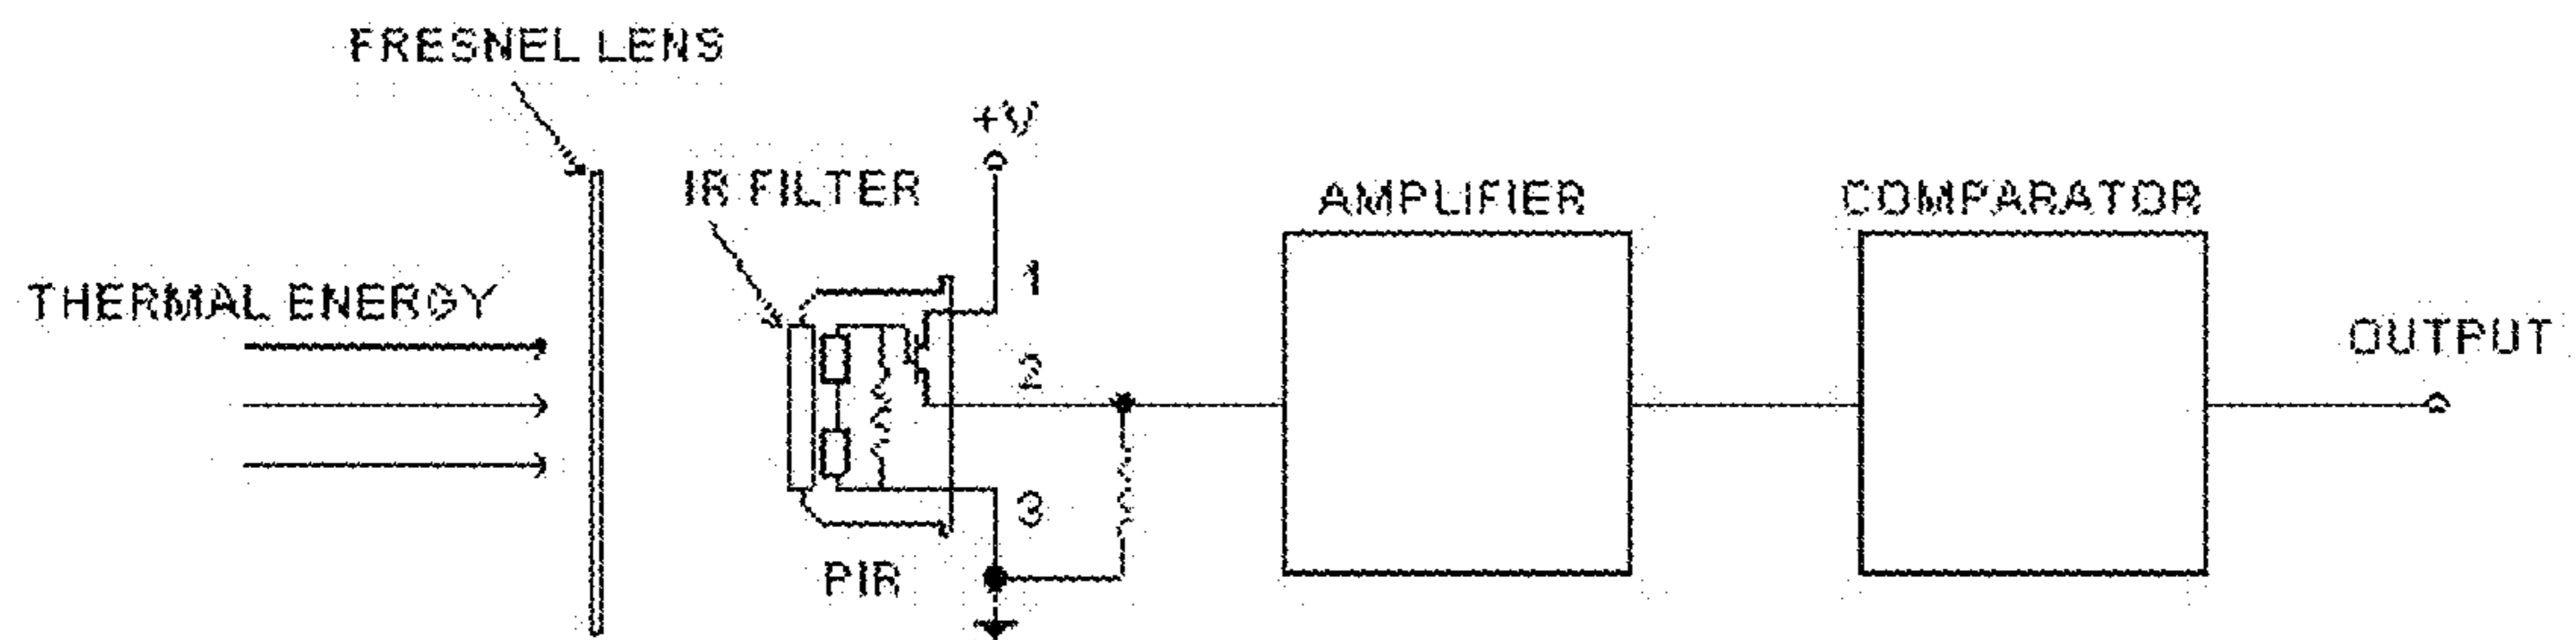 FRESNEL LENS
+V
IR FILTER
AMPLIFIER
COMPARATOR
1
THERMAL ENERGY
OUTPUT
2
3
PIR